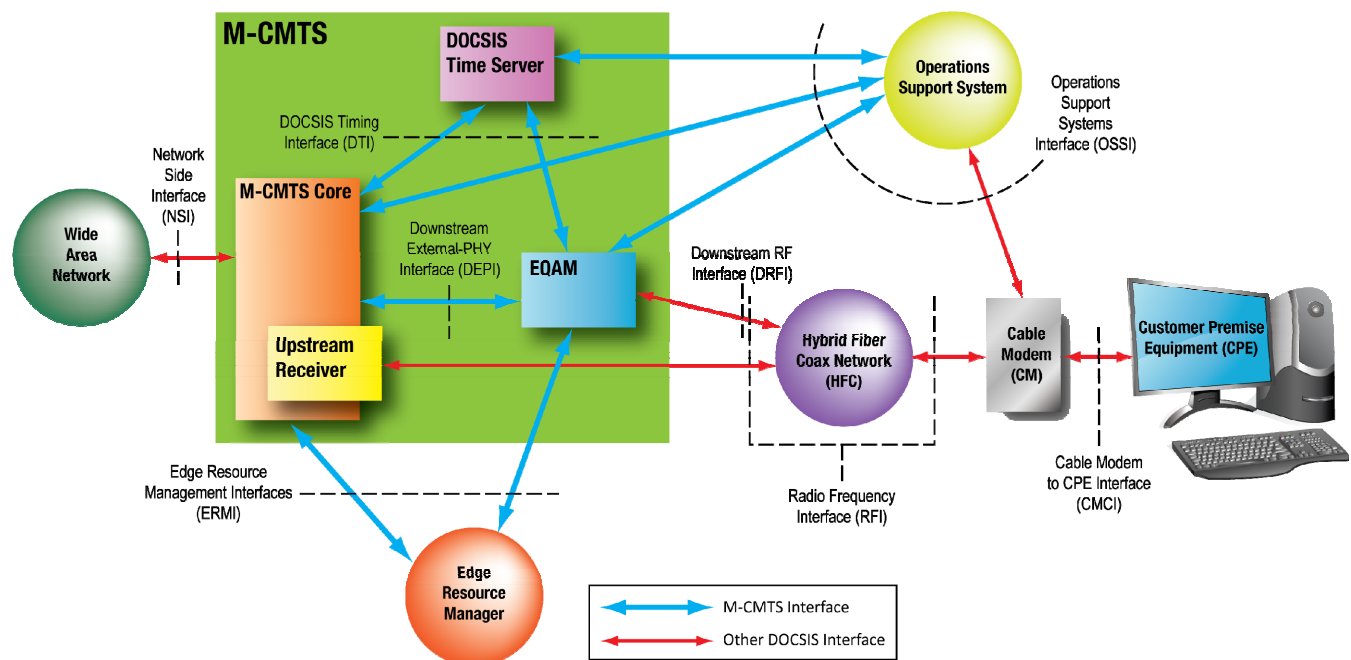 M-CMTS
DOCSIS
Time Server
Operations
Support System
Operations
Support
Systems
Interface (OSSI)
DOCSIS Timing
Interface (DTI)
Network
Side
Interface
(NSI)
M-CMTS Core
Wide
Area
Network
Downstream
External-PHY
Interface (DEPI)
EQAM
Downstream RF
Interface (DRFI)
Upstream
Receiver
Hybrid Fiber
Coax Network
(HFC)
Cable
Modem
(CM)
Customer Premise
Equipment (CPE)
Edge Resource
Management Interfaces
(ERMI)
Radio Frequency
Interface (RFI)
Cable Modem
to CPE Interface
(CMCI)
Edge
Resource
Manager
M-CMTS Interface
Other DOCSIS Interface